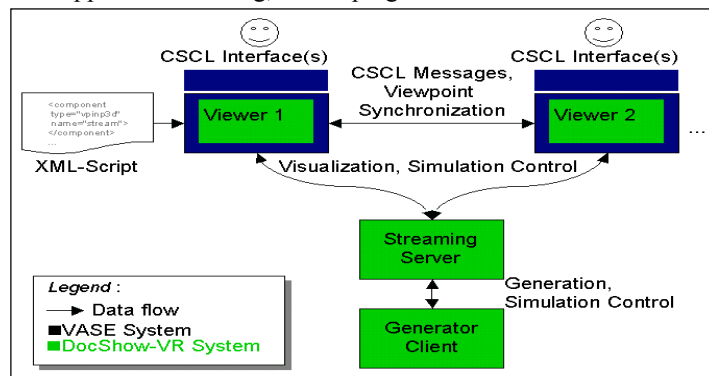 CSCL Interface(s)
CSCL Interface(s)
CSCL Messages,
Viewpoint
Synchronization
<component
type="vpinp3d"
name="stream">
</component>
...
Viewer 1
Viewer 2
...
XML-Script
Visualization, Simulation Control
Streaming
Server
Generation,
Simulation Control
Generator
Client
Legend :
Data flow
VASE System
DocShow-VR System